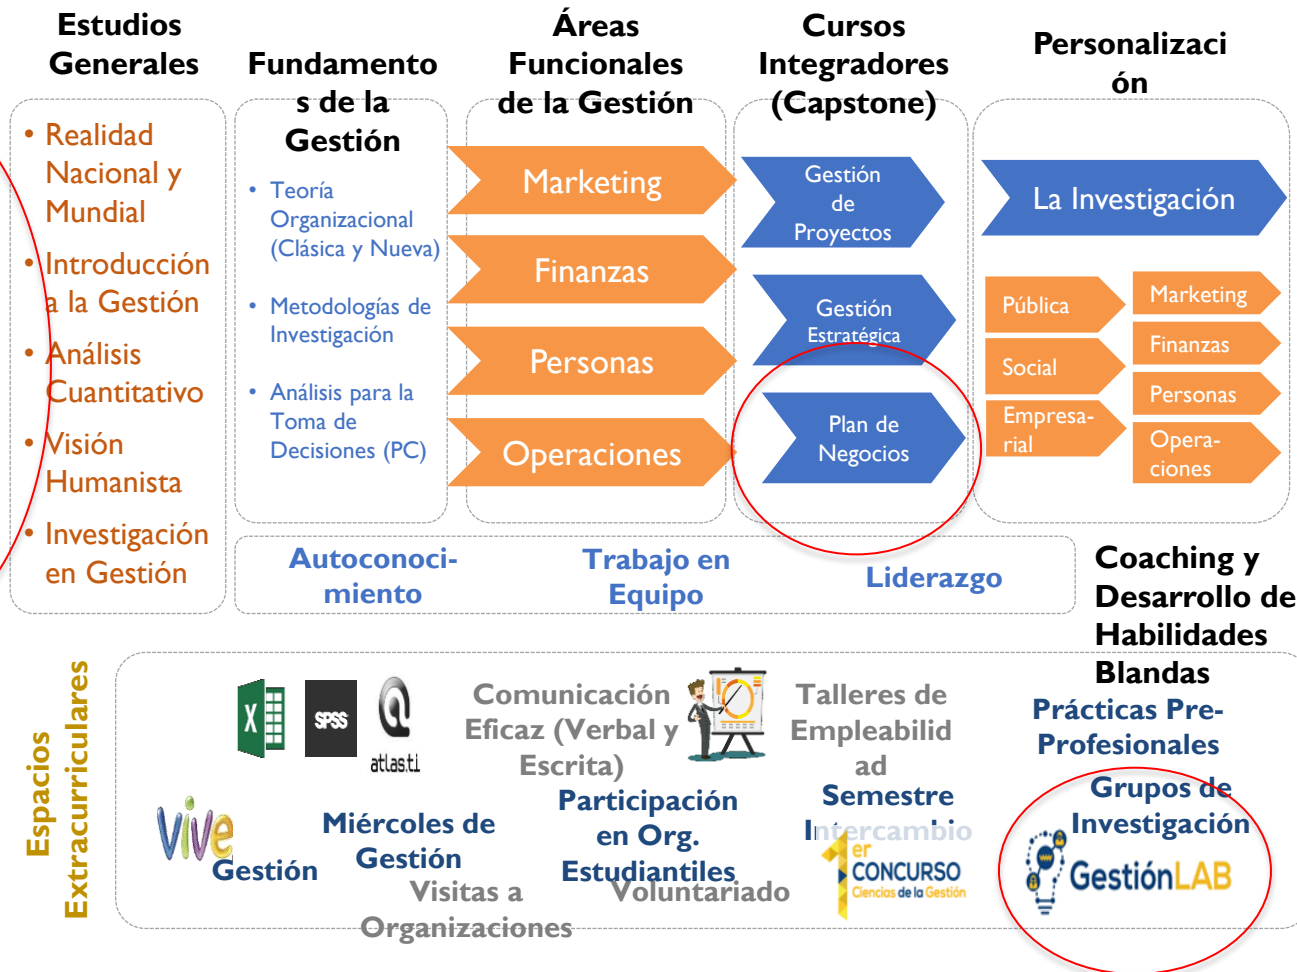 Estudios
Generales
Fundamento
s de la
Gestión
Áreas
Funcionales
de la Gestión
Cursos
Integradores
(Capstone)
Personalizaci
ón
• Realidad
Nacional y
Mundial
• Introducción
a la Gestión
• Análisis
Cuantitativo
• Visión
Humanista
• Investigación
en Gestión
• Teoría
Organizacional
(Clásica y Nueva)
• Metodologías de
Investigación
• Análisis para la
Toma de
Decisiones (PC)
Marketing
Finanzas
Personas
Operaciones
Gestión
de
Proyectos
Gestión
Estratégica
Plan de
Negocios
La Investigación
Pública
Social
Empresa-
rial
Marketing
Finanzas
Personas
Opera-
ciones
Autoconoci-
miento
Trabajo en
Equipo
Liderazgo
Coaching y
Desarrollo de
Habilidades
Blandas
Espacios
Extracurriculares
X
SPSS
atlas.ti
Comunicación
Eficaz (Verbal y
Escrita)
Talleres de
Empleabilid
ad
Prácticas Pre-
Profesionales
Vive
Gestión
Miércoles de
Gestión
Participación
en Org.
Estudiantiles
Semestre
Intercambio
Grupos de
Investigación
Visitas a
Organizaciones
Voluntariado
1er
CONCURSO
Ciencias de la Gestión
GestiónLAB